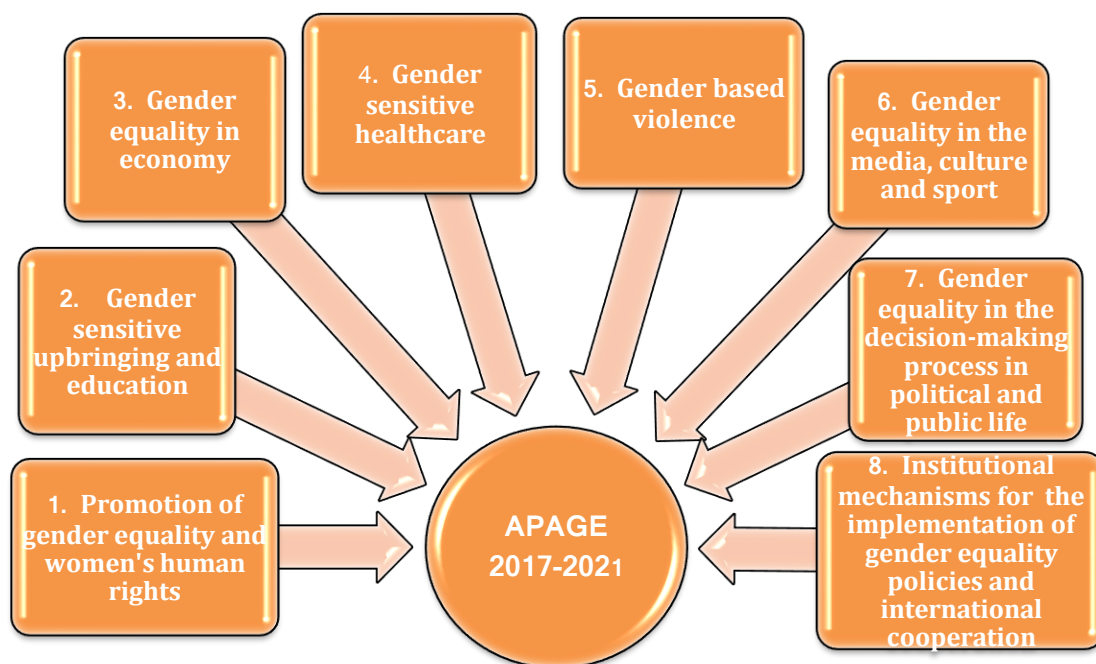 1. Promotion of
gender equality and
women's human
rights
2. Gender
sensitive
upbringing and
education
3. Gender
equality in
economy
4. Gender
sensitive
healthcare
5. Gender based
violence
6. Gender
equality in the
media, culture
and sport
7. Gender
equality in the
decision-making
process in
political and
public life
8. Institutional
mechanisms for the
implementation of
gender equality
policies and
international
cooperation
APAGE
2017-2021